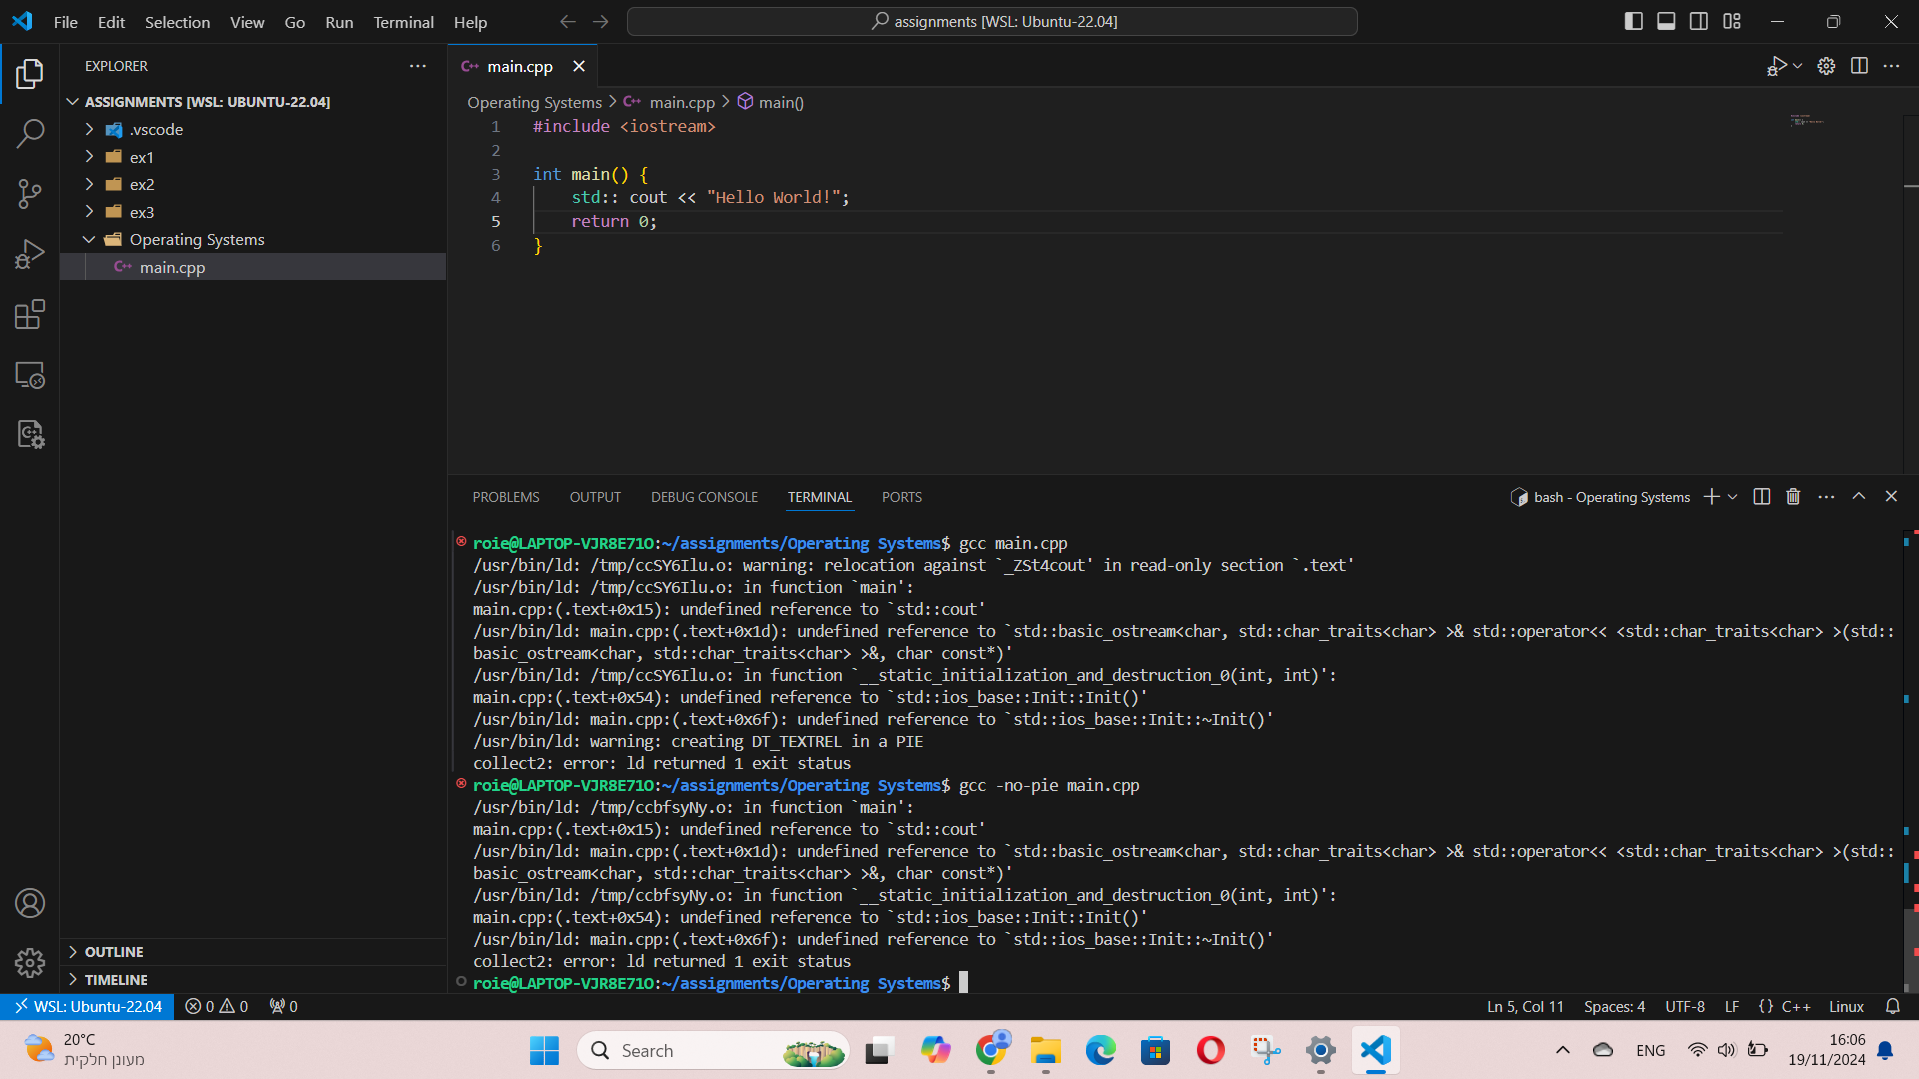 File Edit Selection View Go Run Terminal Help
assignments [WSL: Ubuntu-22.04]
EXPLORER
ASSIGNMENTS [WSL: UBUNTU-22.04]
.vscode
ex1
ex2
ex3
Operating Systems
main.cpp
OUTLINE
TIMELINE
main.cpp
Operating Systems > main.cpp > main()
1 #include <iostream>
2
3 int main() {
4 std:: cout << "Hello World!";
5 return 0;
6 }
PROBLEMS OUTPUT DEBUG CONSOLE TERMINAL PORTS
bash - Operating Systems
roie@LAPTOP-VJR8E71O:~/assignments/Operating Systems$ gcc main.cpp
/usr/bin/ld: /tmp/ccSY6Ilu.o: warning: relocation against `_ZSt4cout' in read-only section `.text'
/usr/bin/ld: /tmp/ccSY6Ilu.o: in function `main':
main.cpp:(.text+0x15): undefined reference to `std::cout'
/usr/bin/ld: main.cpp:(.text+0x1d): undefined reference to `std::basic_ostream<char, std::char_traits<char> >& std::operator<< <std::char_traits<char> >(std::
basic_ostream<char, std::char_traits<char> >&, char const*)'
/usr/bin/ld: /tmp/ccSY6Ilu.o: in function `__static_initialization_and_destruction_0(int, int)':
main.cpp:(.text+0x54): undefined reference to `std::ios_base::Init::Init()'
/usr/bin/ld: main.cpp:(.text+0x6f): undefined reference to `std::ios_base::Init::~Init()'
/usr/bin/ld: warning: creating DT_TEXTREL in a PIE
collect2: error: ld returned 1 exit status
roie@LAPTOP-VJR8E71O:~/assignments/Operating Systems$ gcc -no-pie main.cpp
/usr/bin/ld: /tmp/ccbfsyNy.o: in function `main':
main.cpp:(.text+0x15): undefined reference to `std::cout'
/usr/bin/ld: main.cpp:(.text+0x1d): undefined reference to `std::basic_ostream<char, std::char_traits<char> >& std::operator<< <std::char_traits<char> >(std::
basic_ostream<char, std::char_traits<char> >&, char const*)'
/usr/bin/ld: /tmp/ccbfsyNy.o: in function `__static_initialization_and_destruction_0(int, int)':
main.cpp:(.text+0x54): undefined reference to `std::ios_base::Init::Init()'
/usr/bin/ld: main.cpp:(.text+0x6f): undefined reference to `std::ios_base::Init::~Init()'
collect2: error: ld returned 1 exit status
roie@LAPTOP-VJR8E71O:~/assignments/Operating Systems$
WSL: Ubuntu-22.04 0 0 0 Ln 5, Col 11 Spaces: 4 UTF-8 LF {} C++ Linux
20°C
מעונן חלקית
Search
ENG
16:06
19/11/2024